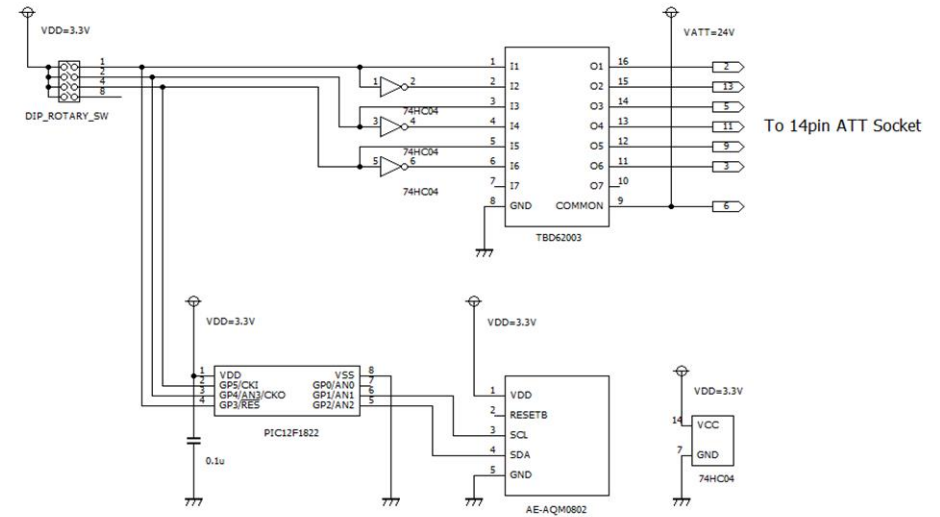 VDD=3.3V
VATT=24V
1
2
4
8
DIP_ROTARY_SW
1 2
74HC04
3 4
74HC04
5 6
74HC04
1 I1 O1 16 2
2 I2 O2 15 13
3 I3 O3 14 5
4 I4 O4 13 11
5 I5 O5 12 9
6 I6 O6 11 3
7 I7 O7 10
8 GND COMMON 9 6
TBD62003
To 14pin ATT Socket
VDD=3.3V
1 VDD VSS 8
2 GP5/CKI GP0/AN0 7
3 GP4/AN3/CKO GP1/AN1 6
4 GP3/RES GP2/AN2 5
PIC12F1822
0.1u
VDD=3.3V
1 VDD
2 RESETB
3 SCL
4 SDA
5 GND
AE-AQM0802
VDD=3.3V
14 VCC
7 GND
74HC04